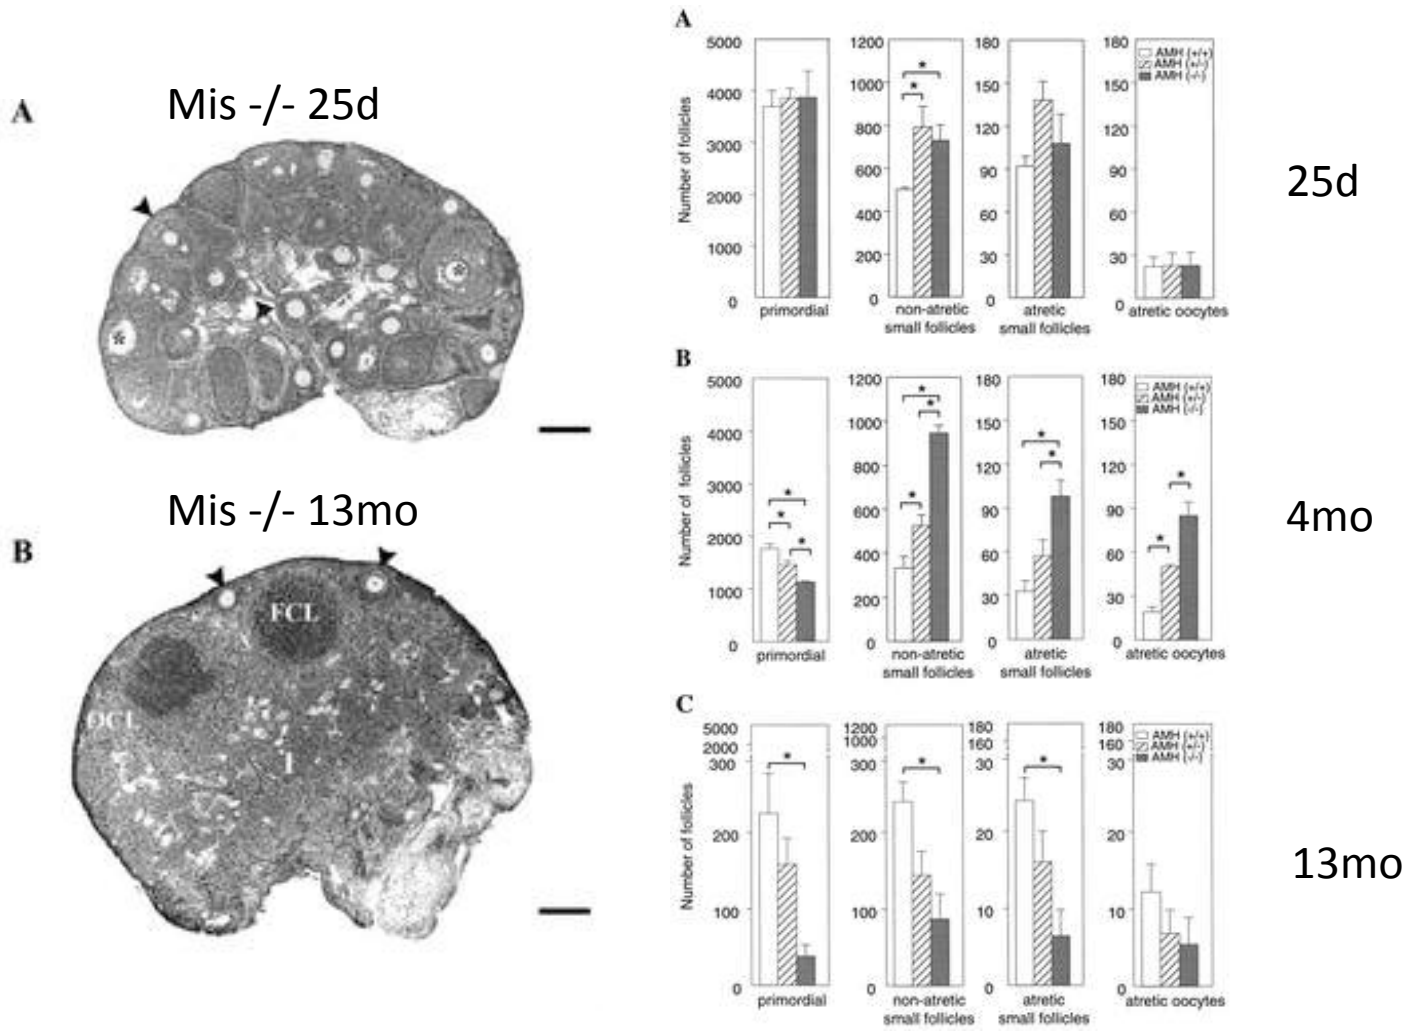 A
Mis -/- 25d
*
*
B
Mis -/- 13mo
FCL
OCL
I
A
Number of follicles
5000
4000
3000
2000
1000
0
primordial
1200
1000
800
600
400
200
0
*
*
non-atretic
small follicles
180
150
120
90
60
30
0
atretic
small follicles
180
150
120
90
60
30
0
AMH (+/+)
AMH (+/-)
AMH (-/-)
atretic oocytes
25d
B
Number of follicles
5000
4000
3000
2000
1000
0
*
*
*
primordial
1200
1000
800
600
400
200
0
*
*
*
non-atretic
small follicles
180
150
120
90
60
30
0
*
*
atretic
small follicles
180
150
120
90
60
30
0
AMH (+/+)
AMH (+/-)
AMH (-/-)
*
*
atretic oocytes
4mo
C
Number of follicles
5000
2000
300
200
100
0
*
primordial
1200
1000
300
200
100
0
*
non-atretic
small follicles
180
160
30
20
10
0
*
atretic
small follicles
180
160
30
20
10
0
AMH (+/+)
AMH (+/-)
AMH (-/-)
atretic oocytes
13mo